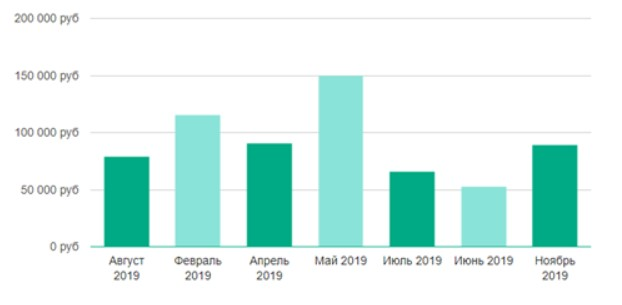 200 000 руб
150 000 руб
100 000 руб
50 000 руб
0 руб
Август
2019
Февраль
2019
Апрель
2019
Май 2019
Июль 2019
Июнь 2019
Ноябрь
2019